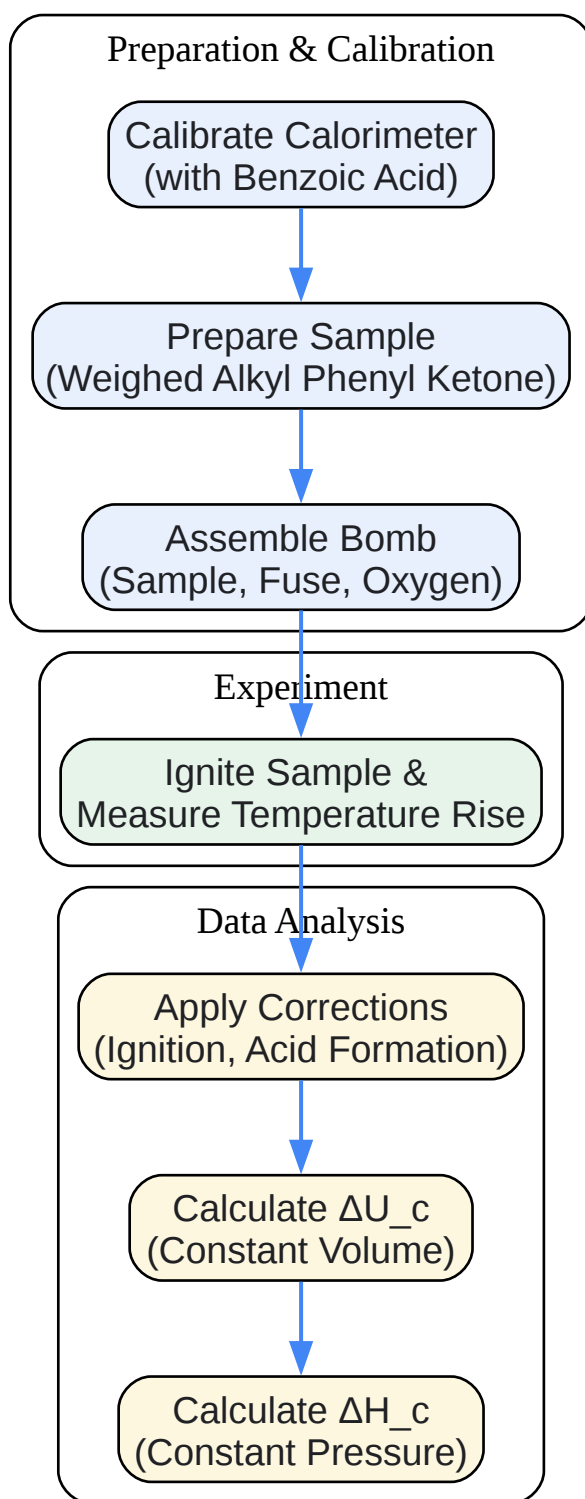 Preparation & Calibration
Calibrate Calorimeter
(with Benzoic Acid)
Prepare Sample
(Weighed Alkyl Phenyl Ketone)
Assemble Bomb
(Sample, Fuse, Oxygen)
Experiment
Ignite Sample &
Measure Temperature Rise
Data Analysis
Apply Corrections
(Ignition, Acid Formation)
Calculate ΔU_c
(Constant Volume)
Calculate ΔH_c
(Constant Pressure)